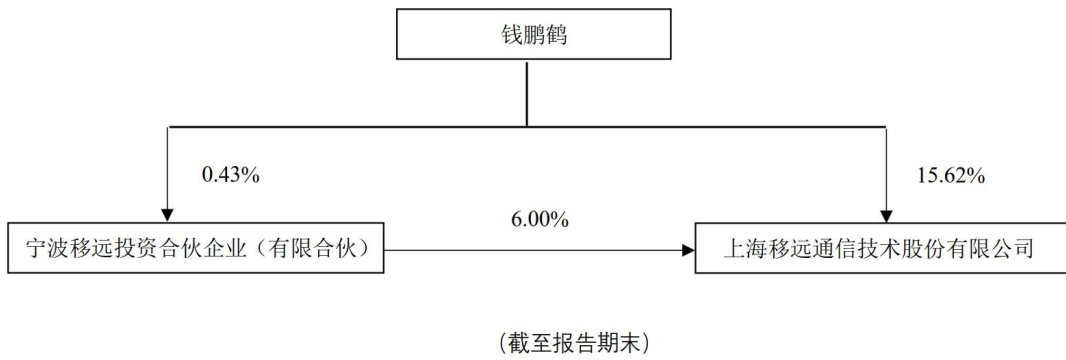 钱鹏鹤
0.43%
15.62%
6.00%
宁波移远投资合伙企业（有限合伙）
上海移远通信技术股份有限公司
（截至报告期末）